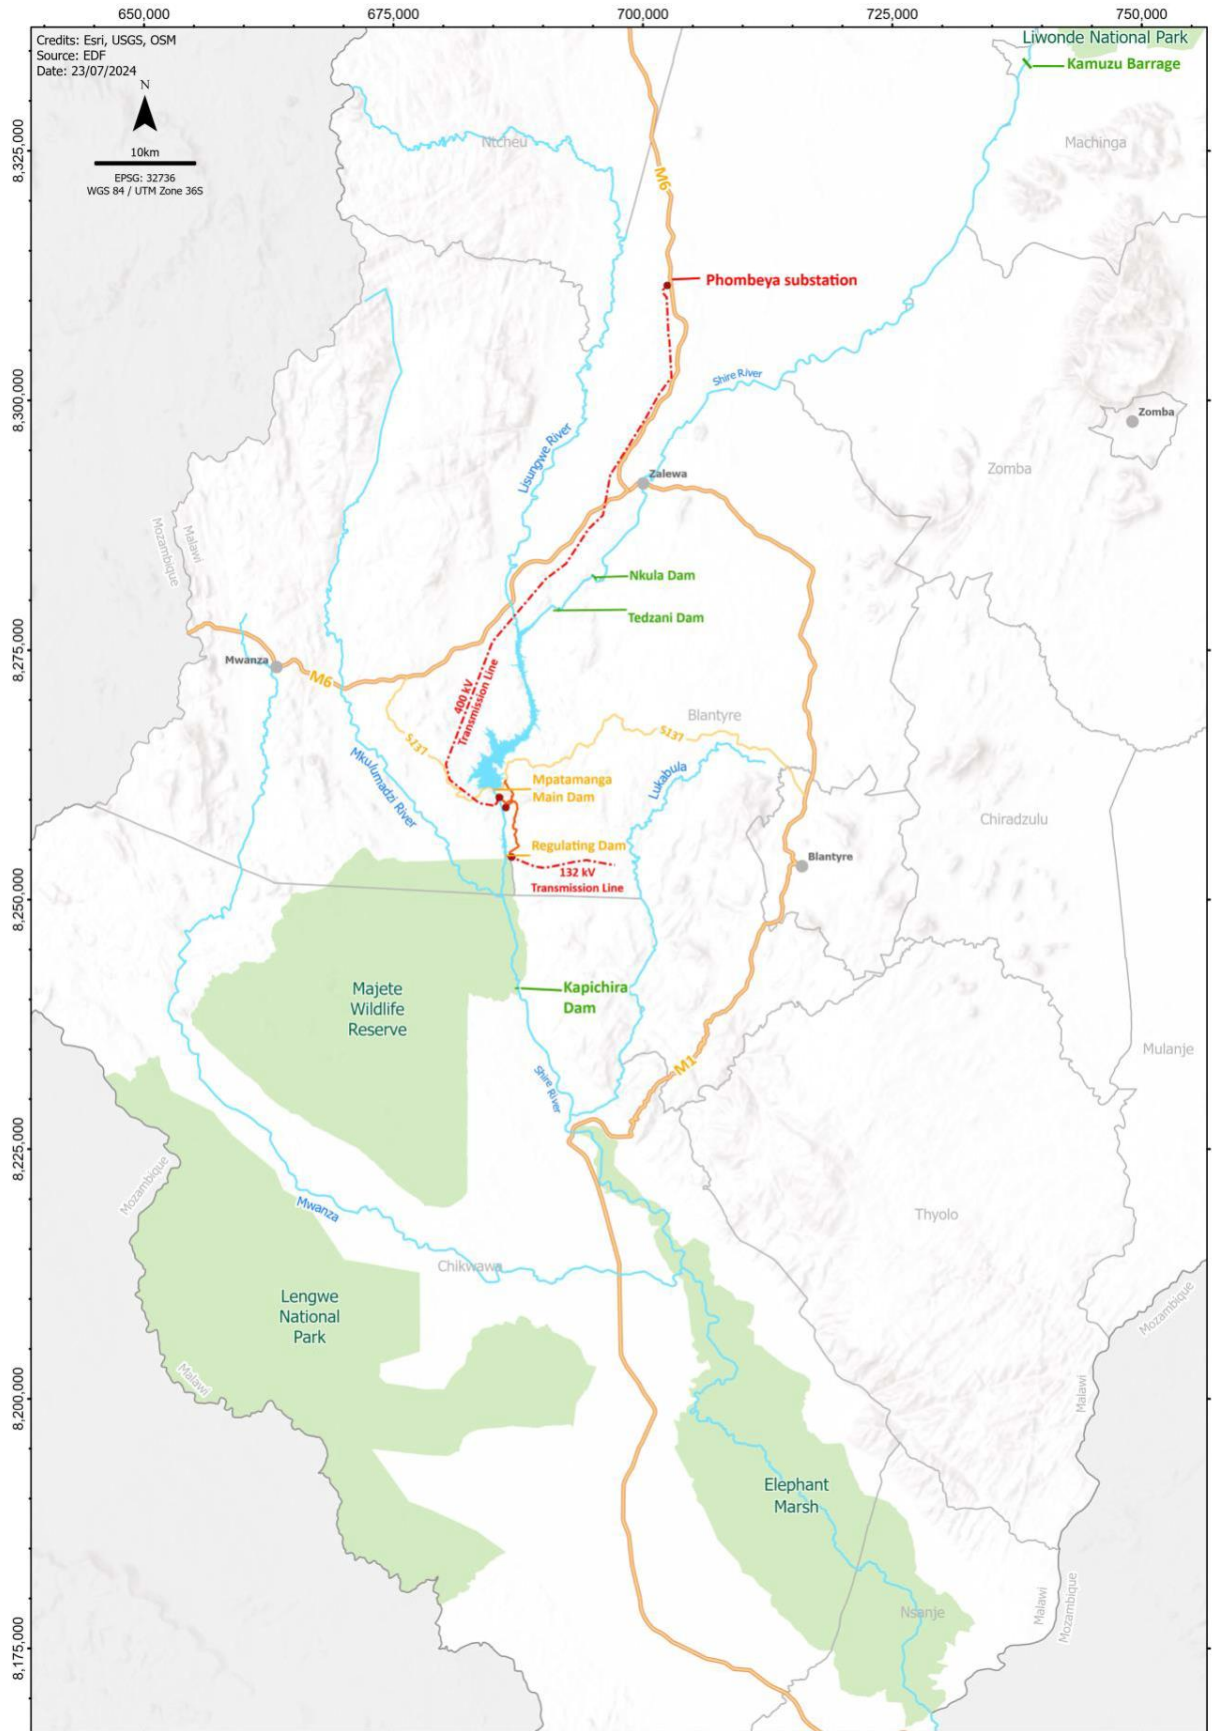 650,000
675,000
700,000
725,000
750,000
Credits: Esri, USGS, OSM
Source: EDF
Date: 23/07/2024
N
10km
EPSG: 32736
WGS 84 / UTM Zone 36S
Liwonde National Park
Kamuzu Barrage
8,325,000
Ntcheu
Machinga
M6
Phombeya substation
Shire River
8,300,000
Zomba
Lisungwe River
Zalewa
Zomba
Mozambique
Malawi
Nkula Dam
Tedzani Dam
8,275,000
Mwanza
M6
400 kV
Transmission Line
Blantyre
S137
S137
Mkulumadzi River
Lukabula
Mpatamanga
Main Dam
Chiradzulu
Regulating Dam
Blantyre
132 kV
Transmission Line
8,250,000
Majete
Wildlife
Reserve
Kapichira
Dam
Mulanje
M1
Shire River
8,225,000
Mozambique
Mwanza
Thyolo
Chikwawa
Lengwe
National
Park
Mozambique
Malawi
Malawi
8,200,000
Elephant
Marsh
Nsanje
Malawi
Mozambique
8,175,000